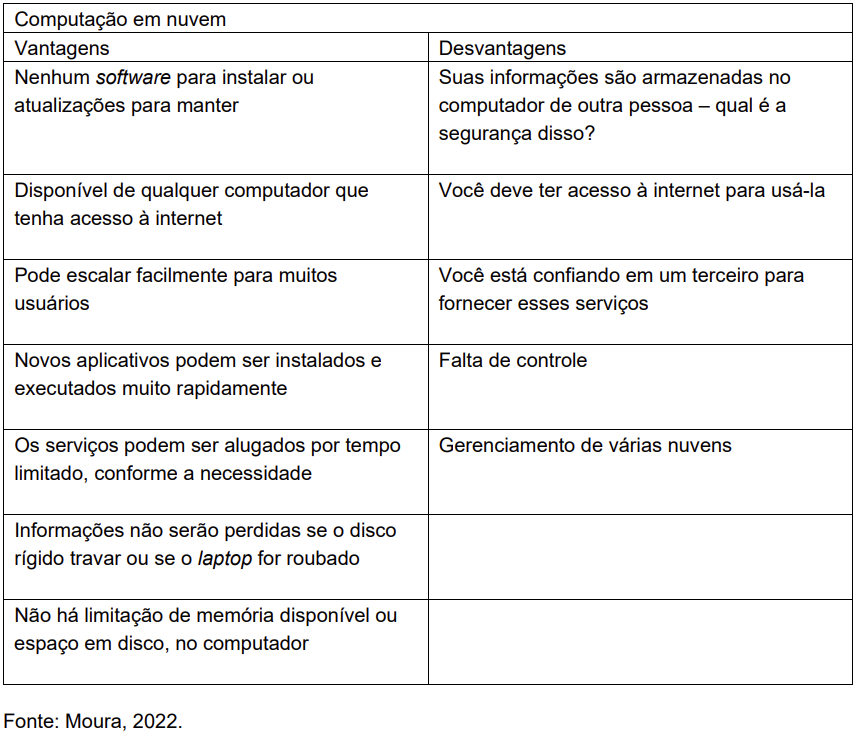 Computação em nuvem
Vantagens
Desvantagens
Nenhum software para instalar ou
atualizações para manter
Suas informações são armazenadas no
computador de outra pessoa – qual é a
segurança disso?
Disponível de qualquer computador que
tenha acesso à internet
Você deve ter acesso à internet para usá-la
Pode escalar facilmente para muitos
usuários
Você está confiando em um terceiro para
fornecer esses serviços
Novos aplicativos podem ser instalados e
executados muito rapidamente
Falta de controle
Os serviços podem ser alugados por tempo
limitado, conforme a necessidade
Gerenciamento de várias nuvens
Informações não serão perdidas se o disco
rígido travar ou se o laptop for roubado
Não há limitação de memória disponível ou
espaço em disco, no computador
Fonte: Moura, 2022.